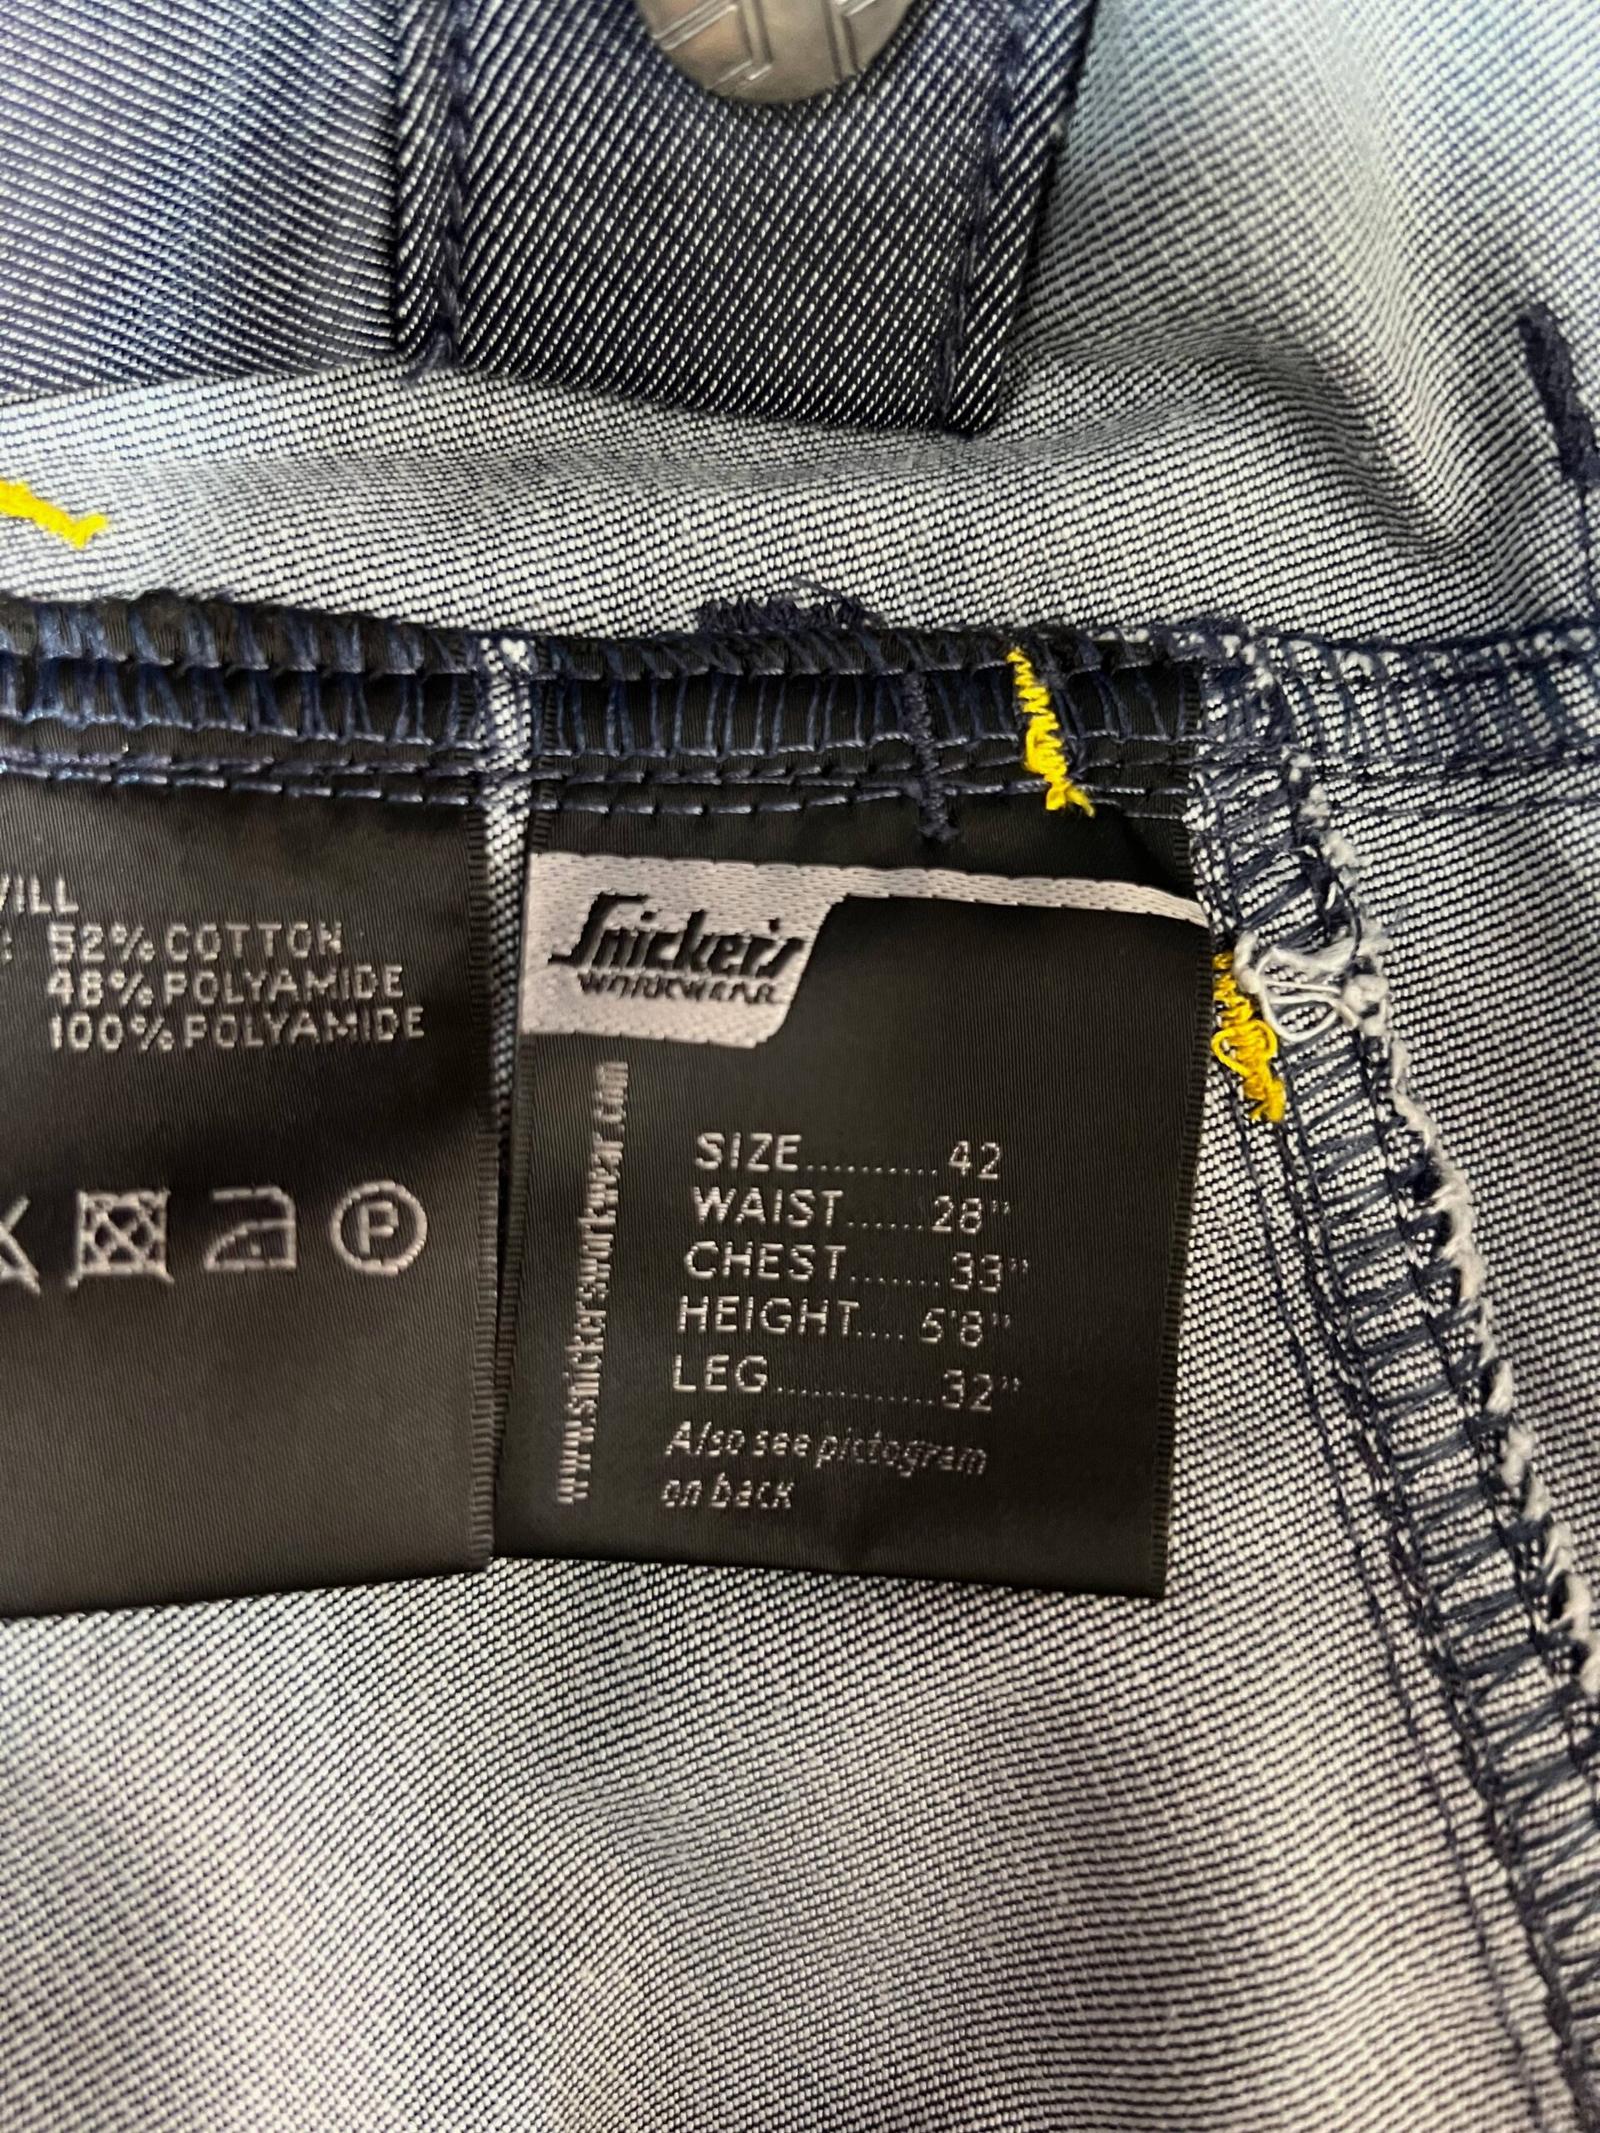 : 52% COTTON
48% POLYAMIDE
100% POLYAMIDE
P
Snickers
WORKWEAR
www.snickersworkwear.com
SIZE..........42
WAIST......28"
CHEST.......33"
HEIGHT.... 5'8"
LEG.............32"
Also see pictogram
on back